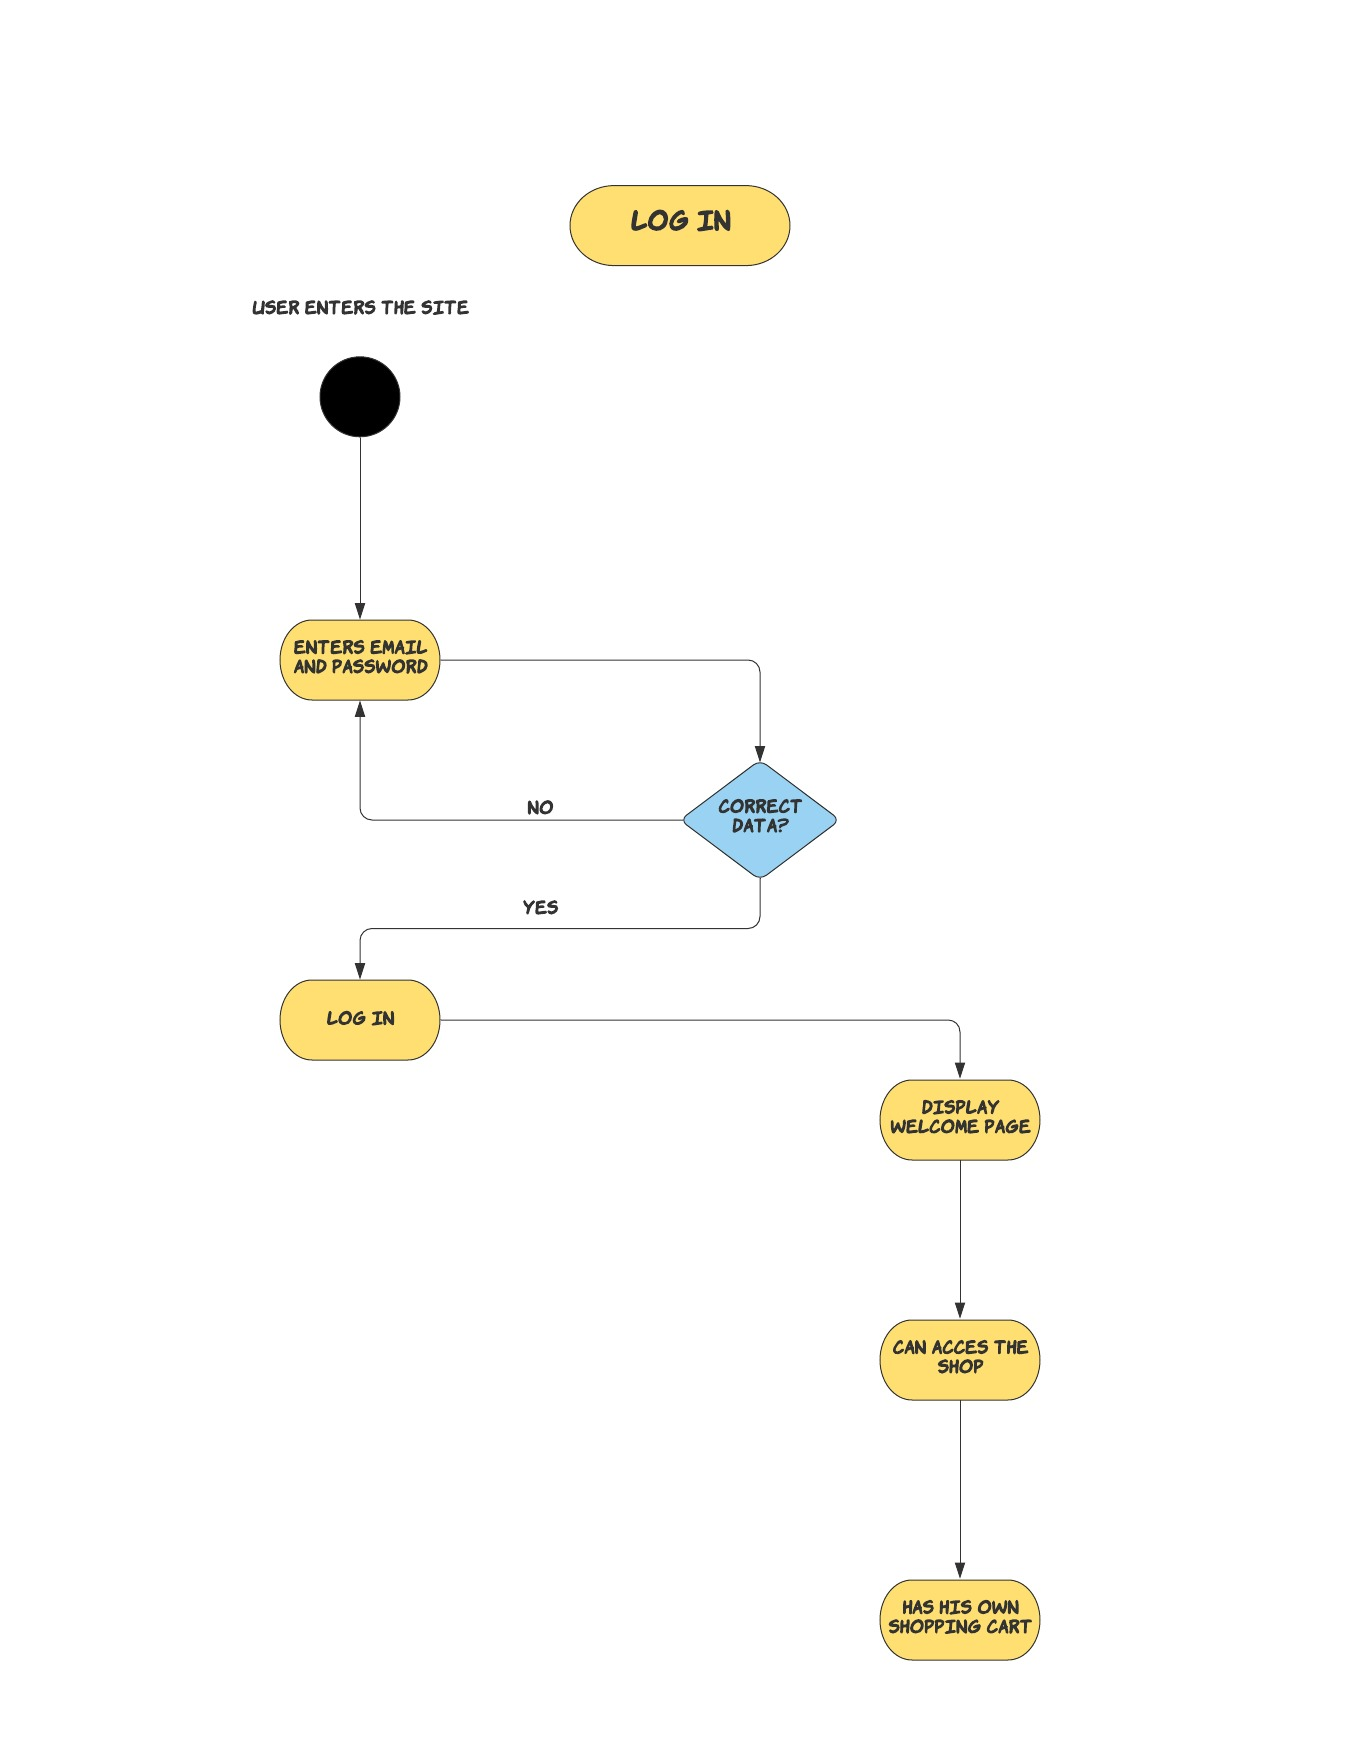 LOG IN
USER ENTERS THE SITE
ENTERS EMAIL
AND PASSWORD
CORRECT
DATA?
NO
YES
LOG IN
DISPLAY
WELCOME PAGE
CAN ACCES THE
SHOP
HAS HIS OWN
SHOPPING CART